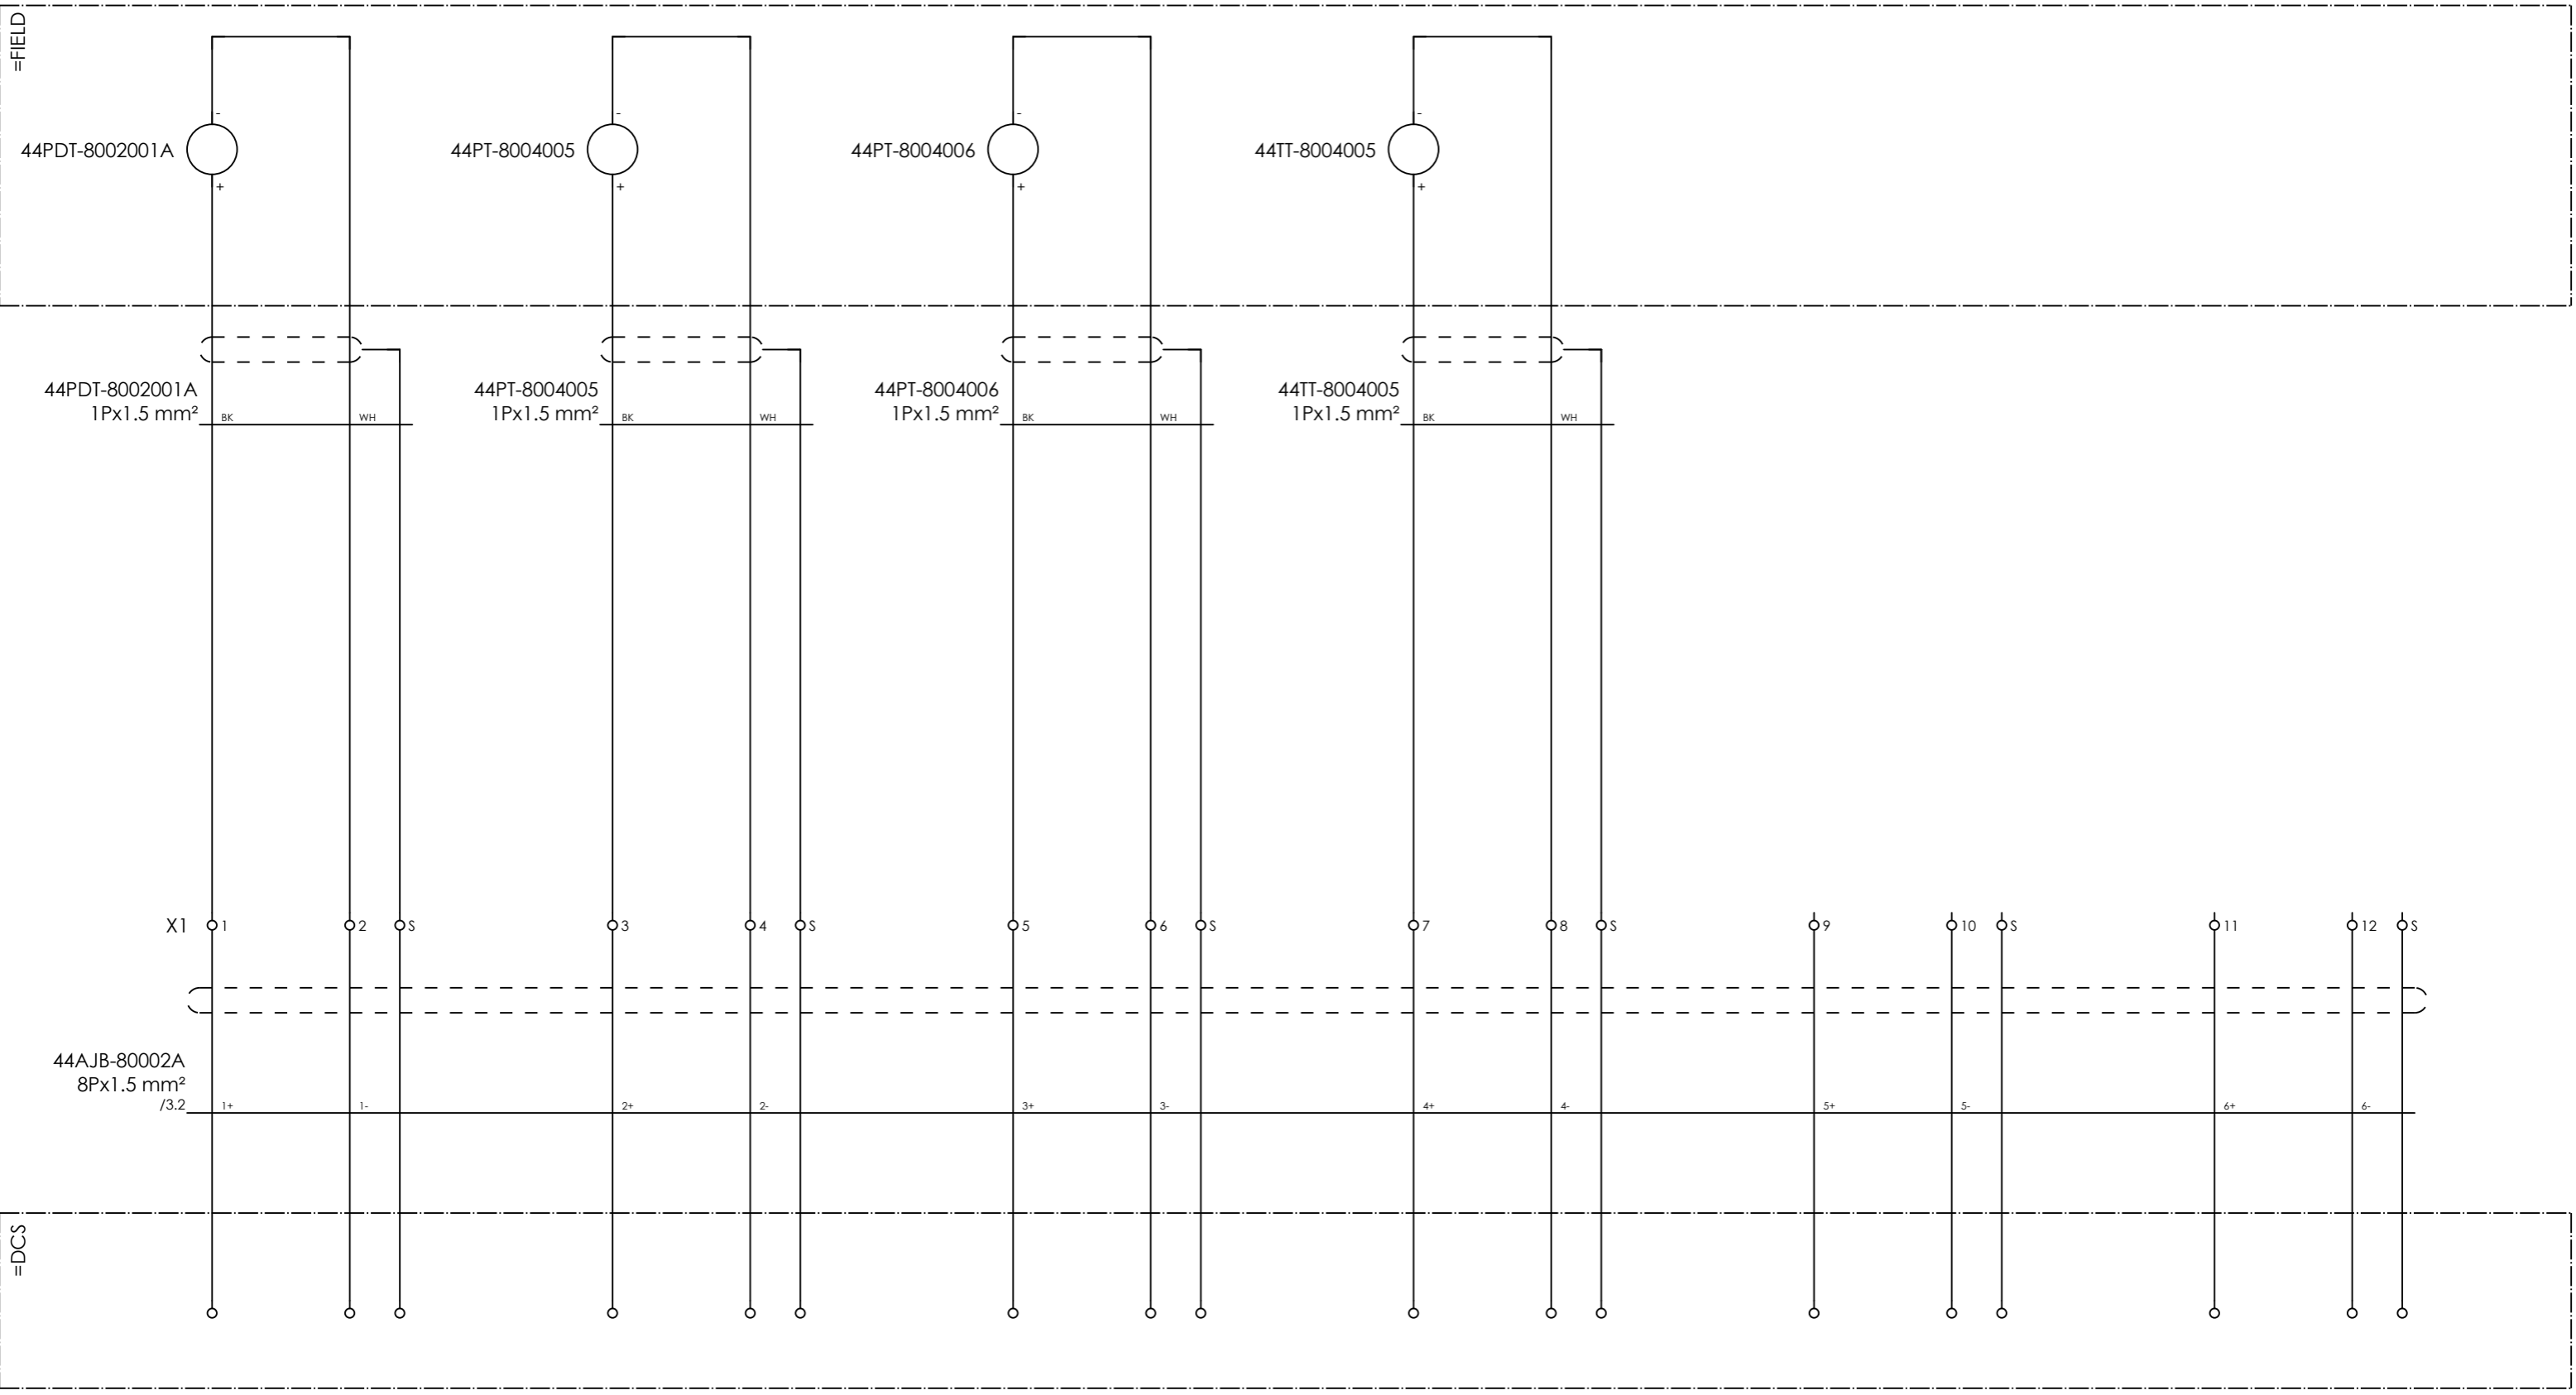 =FIELD
- - - -
44PDT-8002001A 44PT-8004005 44PT-8004006 44TT-8004005
+ + + +
44PDT-8002001A 44PT-8004005 44PT-8004006 44TT-8004005
1Px1.5 mm² BK WH 1Px1.5 mm² BK WH 1Px1.5 mm² BK WH 1Px1.5 mm² BK WH
X1 1 2 S 3 4 S 5 6 S 7 8 S 9 10 S 11 12 S
44AJB-80002A
8Px1.5 mm²
/3.2 1+ 1- 2+ 2- 3+ 3- 4+ 4- 5+ 5- 6+ 6-
=DCS